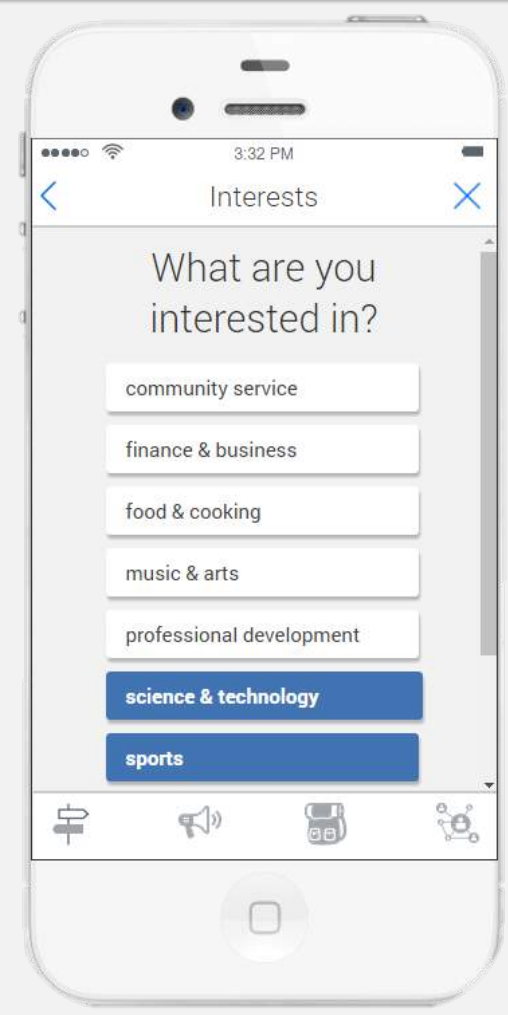 3:32 PM
Interests
What are you
interested in?
community service
finance & business
food & cooking
music & arts
professional development
science & technology
sports